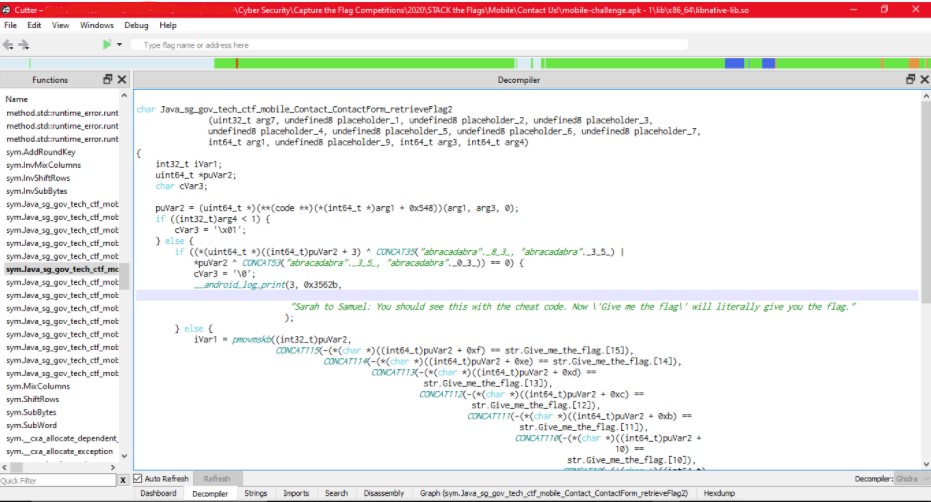 Cutter –
\Cyber Security\Capture the Flag Competitions\2020\STACK the Flags\Mobile\Contact Us!\mobile-challenge.apk - 1\lib\x86_64\libnative-lib.so
File Edit View Windows Debug Help
Type flag name or address here
Functions
Decompiler
Name
method.std::runtime_error.runt
method.std::runtime_error.runt
method.std::runtime_error.runt
sym.AddRoundKey
sym.InvMixColumns
sym.InvShiftRows
sym.InvSubBytes
sym.Java_sg_gov_tech_ctf_mob
sym.Java_sg_gov_tech_ctf_mob
sym.Java_sg_gov_tech_ctf_mob
sym.Java_sg_gov_tech_ctf_mob
sym.Java_sg_gov_tech_ctf_mob
sym.Java_sg_gov_tech_ctf_mc
sym.Java_sg_gov_tech_ctf_mob
sym.Java_sg_gov_tech_ctf_mob
sym.Java_sg_gov_tech_ctf_mob
sym.Java_sg_gov_tech_ctf_mob
sym.Java_sg_gov_tech_ctf_mob
sym.Java_sg_gov_tech_ctf_mob
sym.Java_sg_gov_tech_ctf_mob
sym.Java_sg_gov_tech_ctf_mob
sym.MixColumns
sym.ShiftRows
sym.SubBytes
sym.SubWord
sym.__cxa_allocate_dependent_
sym.__cxa_allocate_exception
Quick Filter X
char Java_sg_gov_tech_ctf_mobile_Contact_ContactForm_retrieveFlag2
(uint32_t arg7, undefined8 placeholder_1, undefined8 placeholder_2, undefined8 placeholder_3,
undefined8 placeholder_4, undefined8 placeholder_5, undefined8 placeholder_6, undefined8 placeholder_7,
int64_t arg1, undefined8 placeholder_9, int64_t arg3, int64_t arg4)
{
int32_t iVar1;
uint64_t *puVar2;
char cVar3;
puVar2 = (uint64_t *)(**(code **)(*(int64_t *)arg1 + 0x548))(arg1, arg3, 0);
if ((int32_t)arg4 < 1) {
cVar3 = '\x01';
} else {
if ((*(uint64_t *)((int64_t)puVar2 + 3) ^ CONCAT35("abracadabra"._8_3_, "abracadabra"._3_5_) |
*puVar2 ^ CONCAT53("abracadabra"._3_5_, "abracadabra"._0_3_)) == 0) {
cVar3 = '\0';
__android_log_print(3, 0x3562b,
"Sarah to Samuel: You should see this with the cheat code. Now \'Give me the flag\' will literally give you the flag."
);
} else {
iVar1 = pmovmskb((int32_t)puVar2,
CONCAT115(-(*(char *)((int64_t)puVar2 + 0xf) == str.Give_me_the_flag.[15]),
CONCAT114(-(*(char *)((int64_t)puVar2 + 0xe) == str.Give_me_the_flag.[14]),
CONCAT113(-(*(char *)((int64_t)puVar2 + 0xd) ==
str.Give_me_the_flag.[13]),
CONCAT112(-(*(char *)((int64_t)puVar2 + 0xc) ==
str.Give_me_the_flag.[12]),
CONCAT111(-(*(char *)((int64_t)puVar2 + 0xb) ==
str.Give_me_the_flag.[11]),
CONCAT110(-(*(char *)((int64_t)puVar2 +
10) ==
str.Give_me_the_flag.[10]),
Auto Refresh Refresh Decompiler: Ghidra
Dashboard Decompiler Strings Imports Search Disassembly Graph (sym.Java_sg_gov_tech_ctf_mobile_Contact_ContactForm_retrieveFlag2) Hexdump